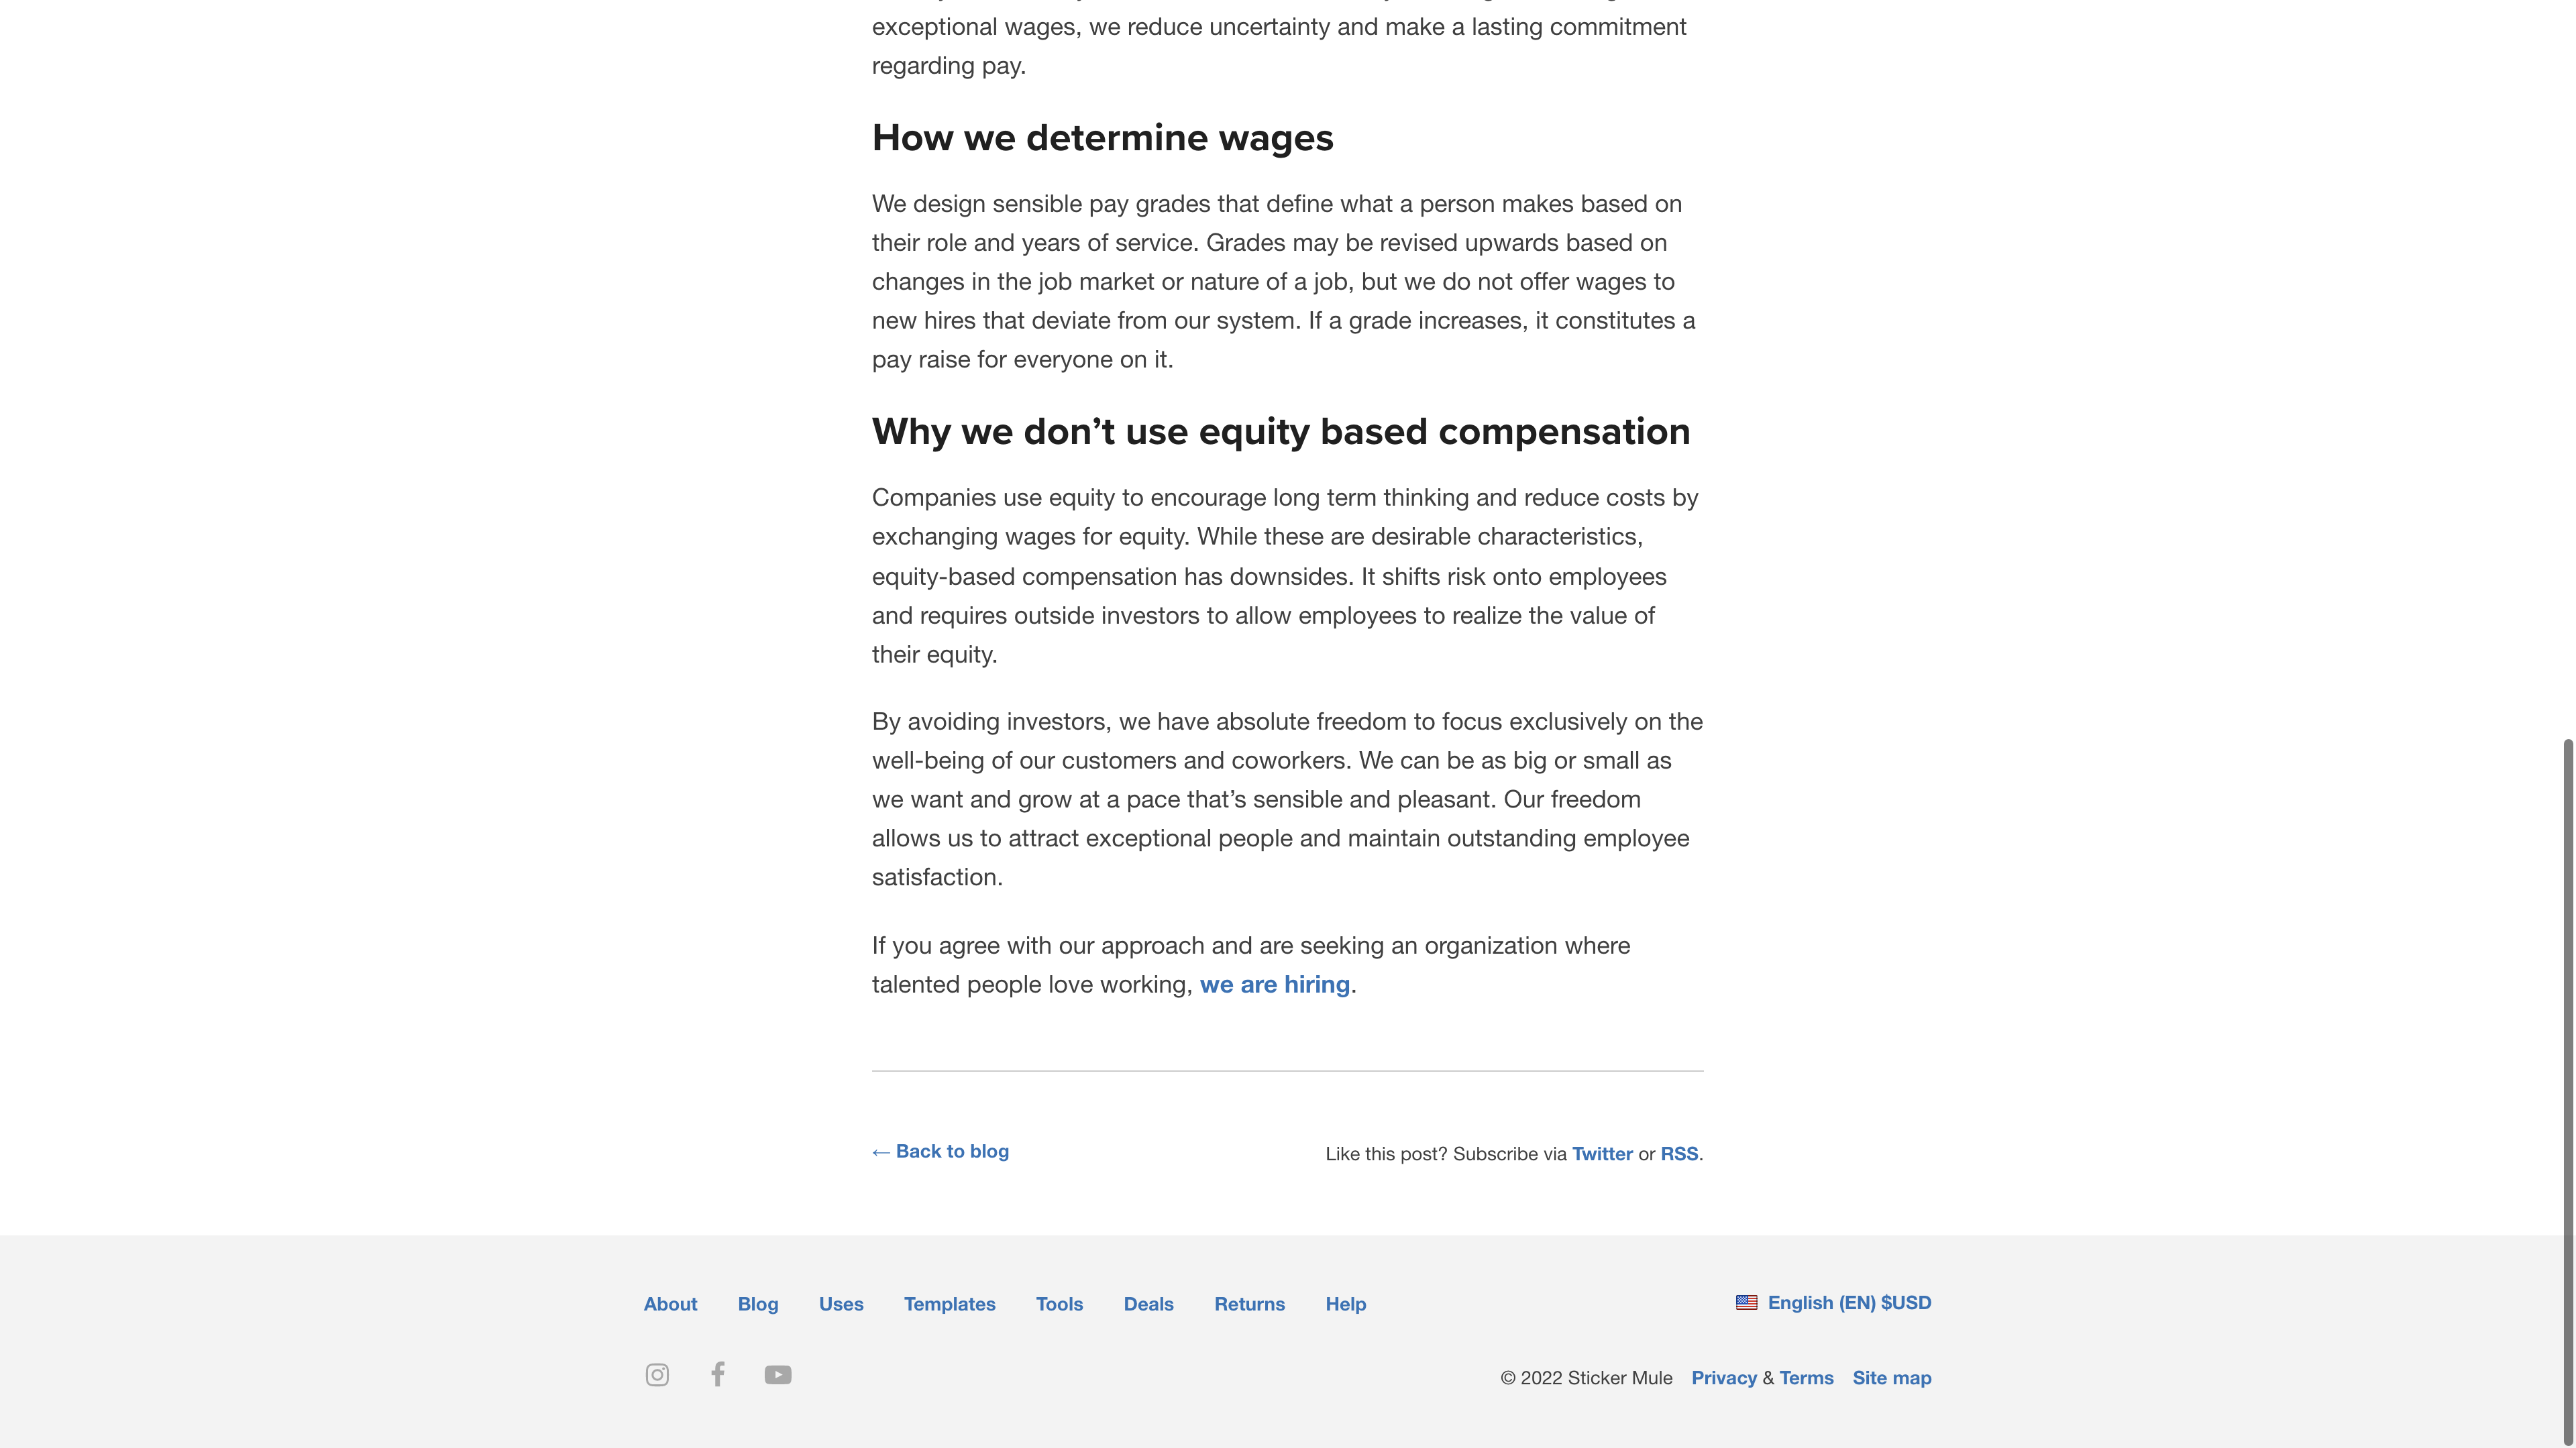 exceptional wages, we reduce uncertainty and make a lasting commitment
regarding pay.
How we determine wages
We design sensible pay grades that define what a person makes based on
their role and years of service. Grades may be revised upwards based on
changes in the job market or nature of a job, but we do not offer wages to
new hires that deviate from our system. If a grade increases, it constitutes a
pay raise for everyone on it.
Why we don’t use equity based compensation
Companies use equity to encourage long term thinking and reduce costs by
exchanging wages for equity. While these are desirable characteristics,
equity-based compensation has downsides. It shifts risk onto employees
and requires outside investors to allow employees to realize the value of
their equity.
By avoiding investors, we have absolute freedom to focus exclusively on the
well-being of our customers and coworkers. We can be as big or small as
we want and grow at a pace that’s sensible and pleasant. Our freedom
allows us to attract exceptional people and maintain outstanding employee
satisfaction.
If you agree with our approach and are seeking an organization where
talented people love working, we are hiring.
← Back to blog
Like this post? Subscribe via Twitter or RSS.
About Blog Uses Templates Tools Deals Returns Help
English (EN) $USD
© 2022 Sticker Mule Privacy & Terms Site map